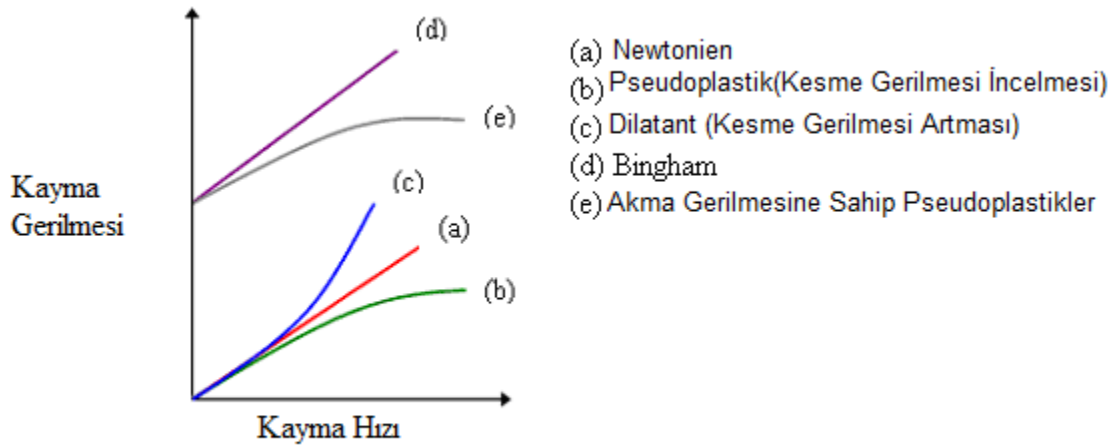 (d)
(e)
(c)
(a)
(b)
Kayma
Gerilmesi
Kayma Hızı
(a) Newtonien
(b) Pseudoplastik(Kesme Gerilmesi İncelmesi)
(c) Dilatant (Kesme Gerilmesi Artması)
(d) Bingham
(e) Akma Gerilmesine Sahip Pseudoplastikler